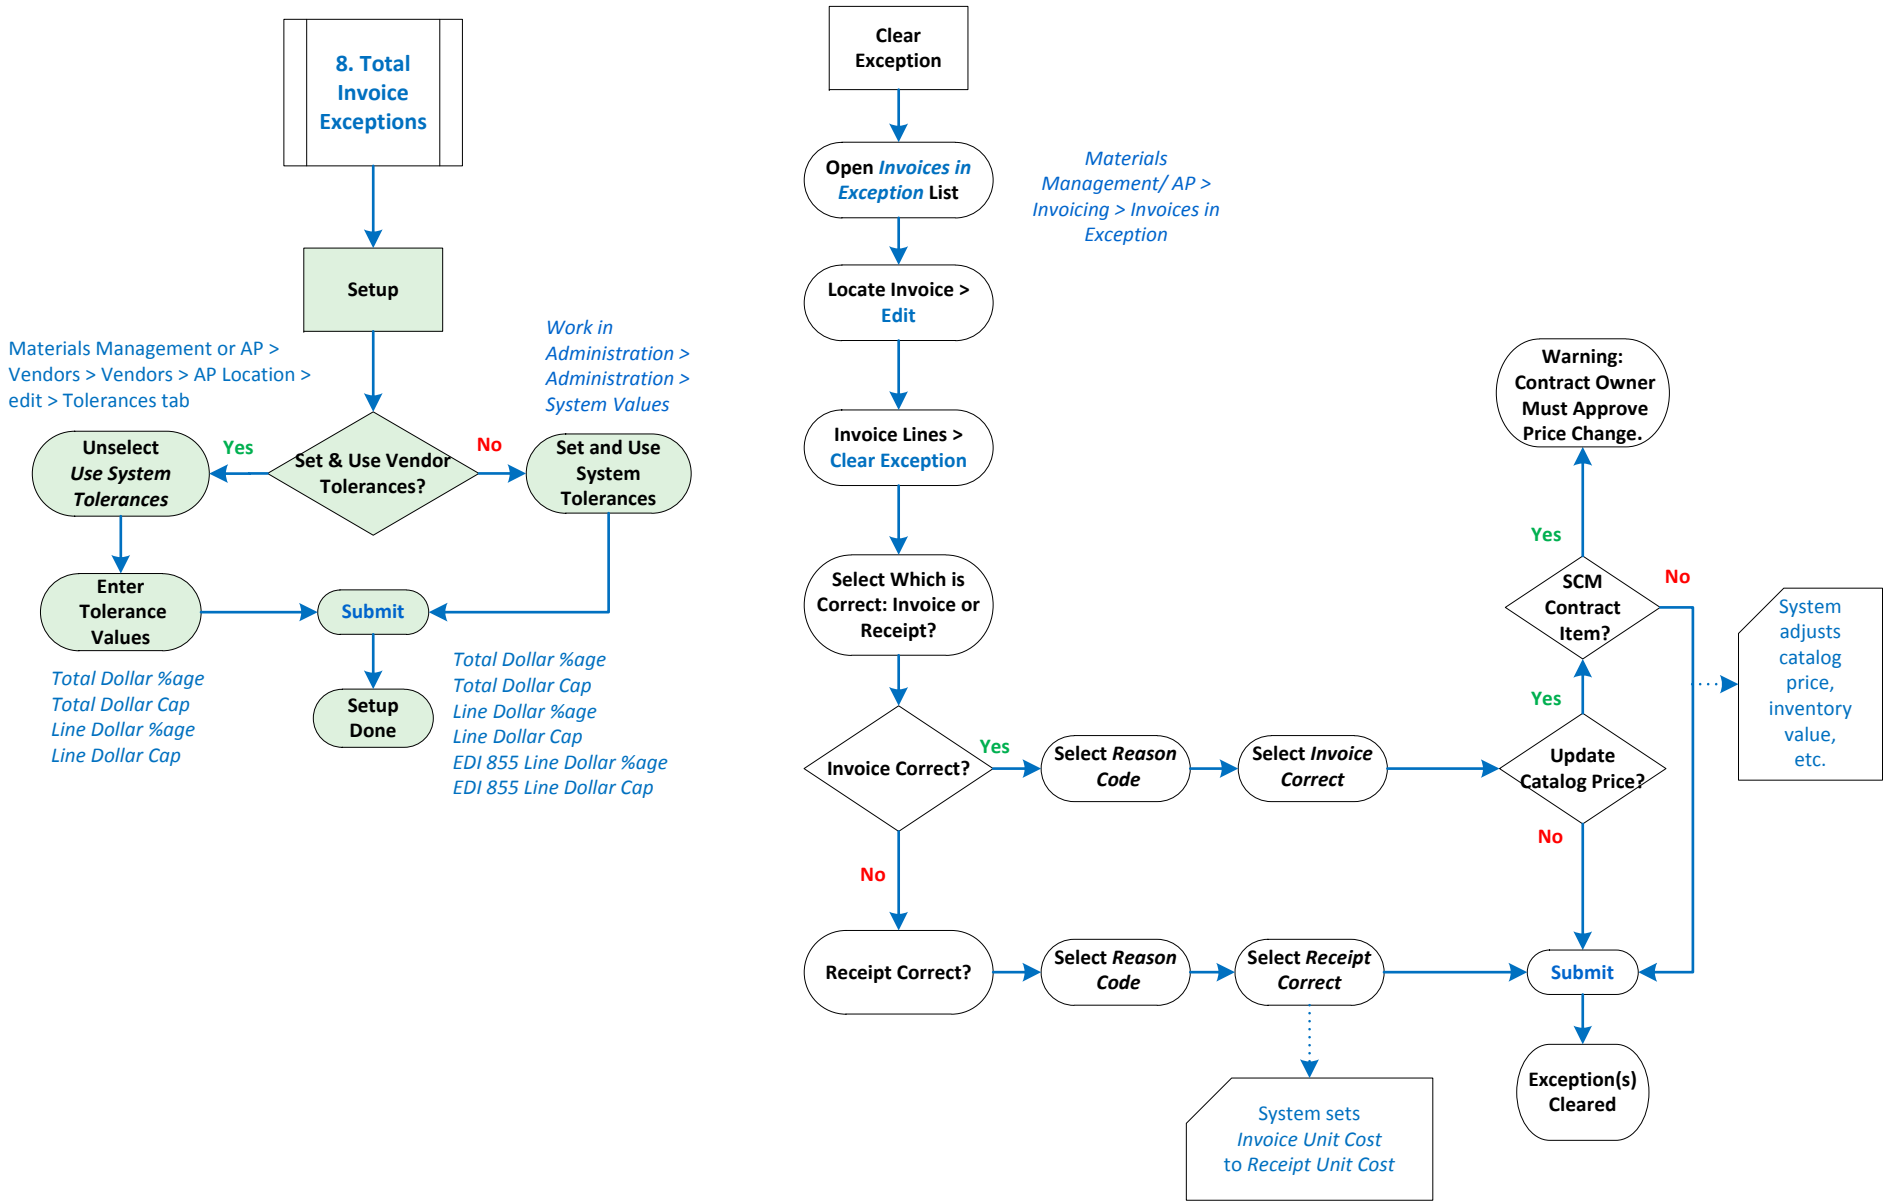 8. Total
Invoice
Exceptions
Setup
Materials Management or AP >
Vendors > Vendors > AP Location >
edit > Tolerances tab
Work in
Administration >
Administration >
System Values
Unselect
Use System
Tolerances
Yes
Set & Use Vendor
Tolerances?
No
Set and Use
System
Tolerances
Enter
Tolerance
Values
Submit
Total Dollar %age
Total Dollar Cap
Line Dollar %age
Line Dollar Cap
Setup
Done
Total Dollar %age
Total Dollar Cap
Line Dollar %age
Line Dollar Cap
EDI 855 Line Dollar %age
EDI 855 Line Dollar Cap
Clear
Exception
Open Invoices in
Exception List
Materials
Management/ AP >
Invoicing > Invoices in
Exception
Locate Invoice >
Edit
Invoice Lines >
Clear Exception
Select Which is
Correct: Invoice or
Receipt?
Invoice Correct?
Yes
Select Reason
Code
Select Invoice
Correct
Update
Catalog Price?
Yes
SCM
Contract
Item?
Yes
Warning:
Contract Owner
Must Approve
Price Change.
No
System
adjusts
catalog
price,
inventory
value,
etc.
No
No
Receipt Correct?
Select Reason
Code
Select Receipt
Correct
Submit
System sets
Invoice Unit Cost
to Receipt Unit Cost
Exception(s)
Cleared